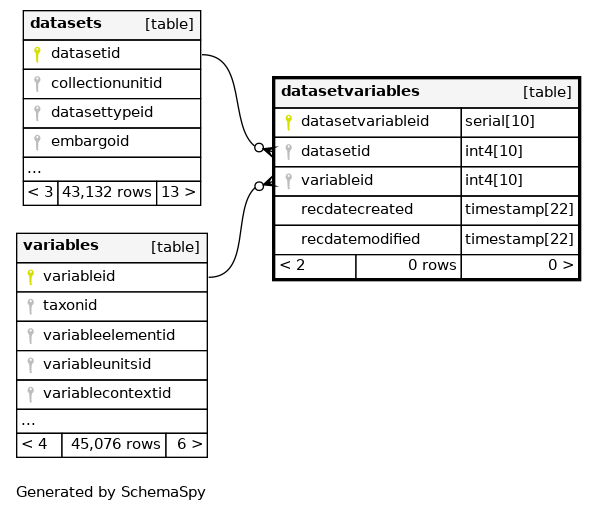 datasets [table]
datasetid
collectionunitid
datasettypeid
embargoid
...
< 3 43,132 rows 13 >
datasetvariables [table]
datasetvariableid serial[10]
datasetid int4[10]
variableid int4[10]
recdatecreated timestamp[22]
recdatemodified timestamp[22]
< 2 0 rows 0 >
variables [table]
variableid
taxonid
variableelementid
variableunitsid
variablecontextid
...
< 4 45,076 rows 6 >
Generated by SchemaSpy